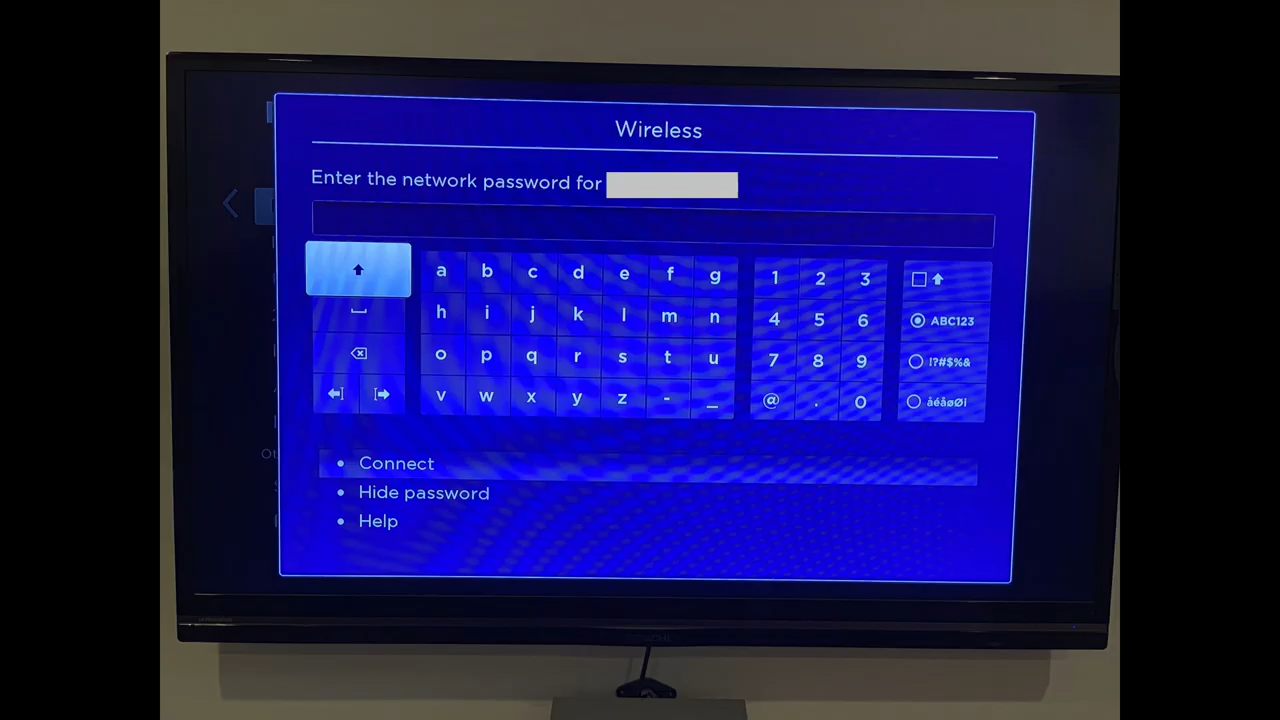 Wireless
Enter the network password for
a b c d e f g 1 2 3
h i j k l m n 4 5 6 ABC123
o p q r s t u 7 8 9 !?#$%&
v w x y z - _ @ . 0
Connect
Hide password
Help